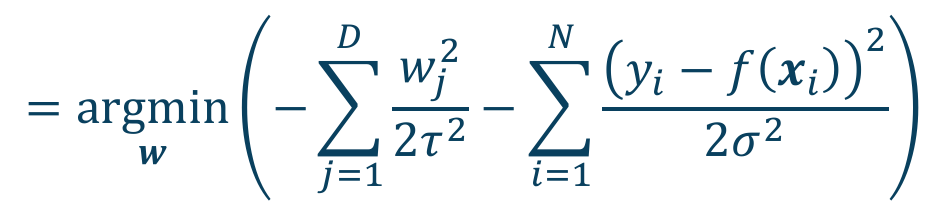 = argmin_w ( − ∑_{j=1}^{D} w_j^2 / 2τ^2 − ∑_{i=1}^{N} (y_i − f(x_i))^2 / 2σ^2 )